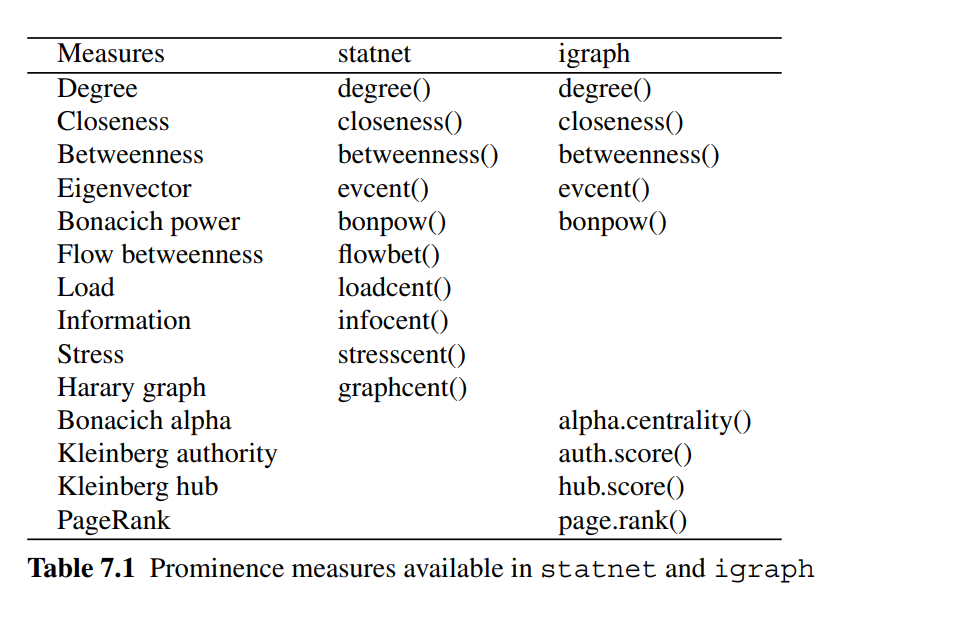 Measures statnet igraph
Degree degree() degree()
Closeness closeness() closeness()
Betweenness betweenness() betweenness()
Eigenvector evcent() evcent()
Bonacich power bonpow() bonpow()
Flow betweenness flowbet()
Load loadcent()
Information infocent()
Stress stresscent()
Harary graph graphcent()
Bonacich alpha alpha.centrality()
Kleinberg authority auth.score()
Kleinberg hub hub.score()
PageRank page.rank()
Table 7.1 Prominence measures available in statnet and igraph